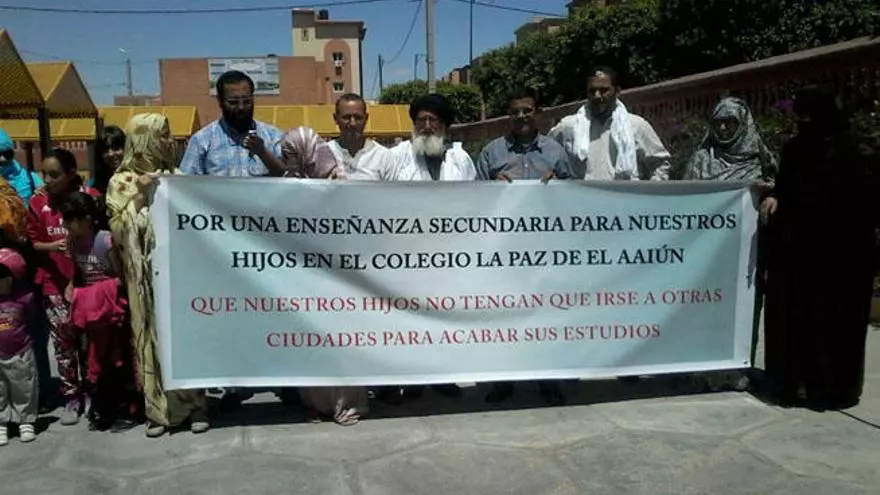 POR UNA ENSEÑANZA SECUNDARIA PARA NUESTROS
HIJOS EN EL COLEGIO LA PAZ DE EL AAIÚN
QUE NUESTROS HIJOS NO TENGAN QUE IRSE A OTRAS
CIUDADES PARA ACABAR SUS ESTUDIOS